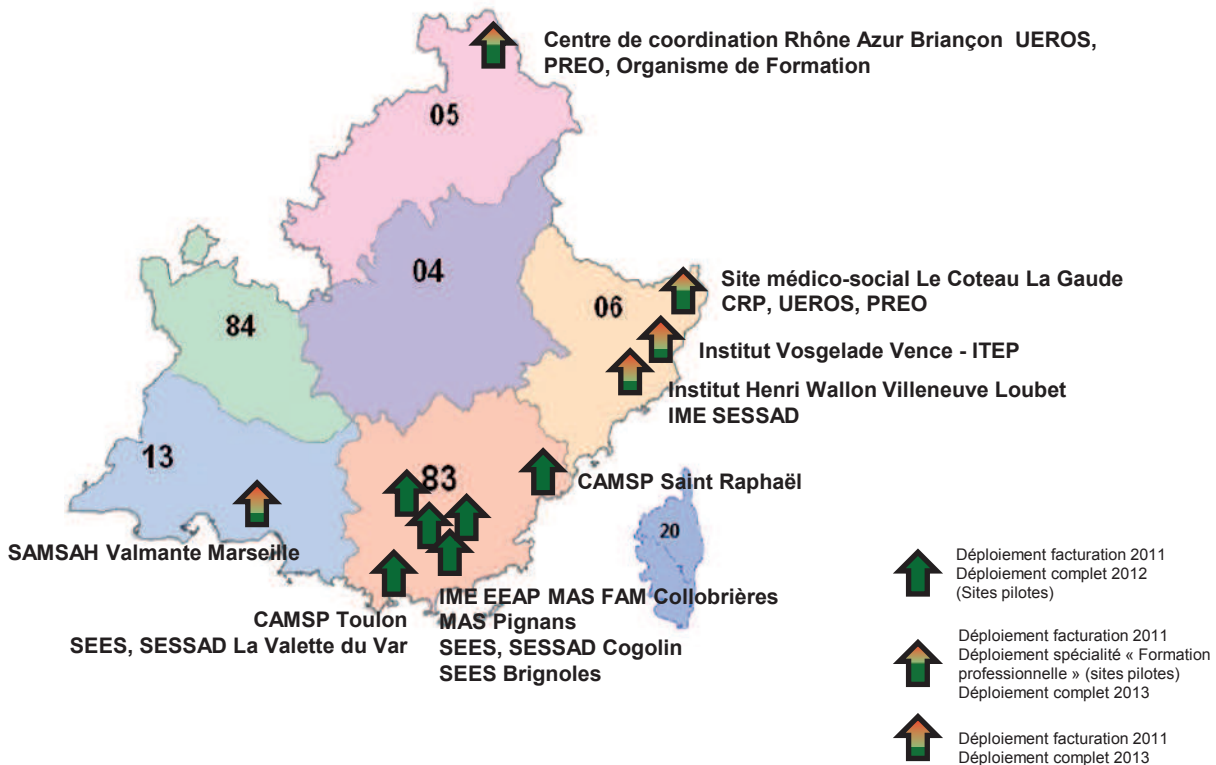 Centre de coordination Rhône Azur Briançon UEROS,
PREO, Organisme de Formation
05
04
Site médico-social Le Coteau La Gaude
CRP, UEROS, PREO
06
84
Institut Vosgelade Vence - ITEP
Institut Henri Wallon Villeneuve Loubet
IME SESSAD
13
83
CAMSP Saint Raphaël
20
SAMSAH Valmante Marseille
CAMSP Toulon
SEES, SESSAD La Valette du Var
IME EEAP MAS FAM Collobrières
MAS Pignans
SEES, SESSAD Cogolin
SEES Brignoles
Déploiement facturation 2011
Déploiement complet 2012
(Sites pilotes)
Déploiement facturation 2011
Déploiement spécialité « Formation
professionnelle » (sites pilotes)
Déploiement complet 2013
Déploiement facturation 2011
Déploiement complet 2013